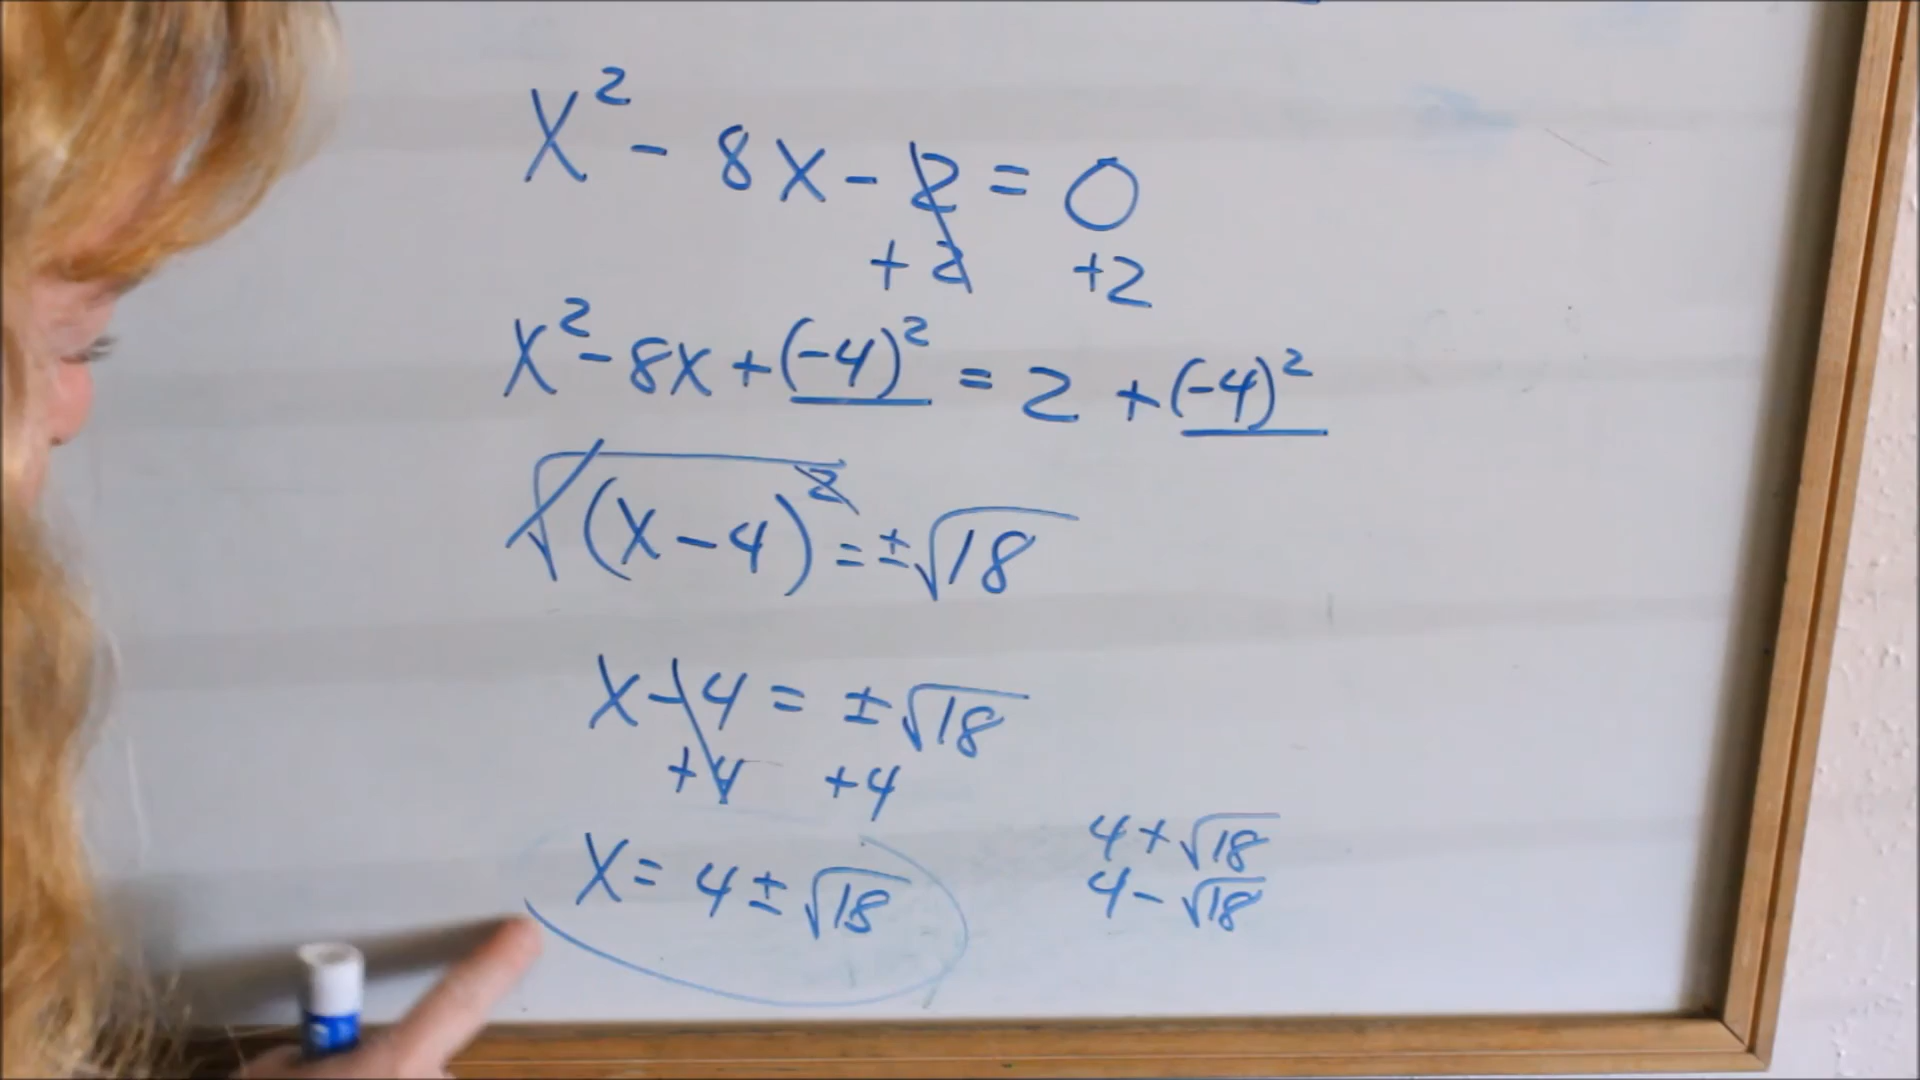 x² - 8x - 2 = 0
+ 2 +2
x² - 8x + (-4)² = 2 + (-4)²
√(x - 4)² = ±√18
x - 4 = ±√18
+4 +4
x = 4 ± √18
4 + √18
4 - √18